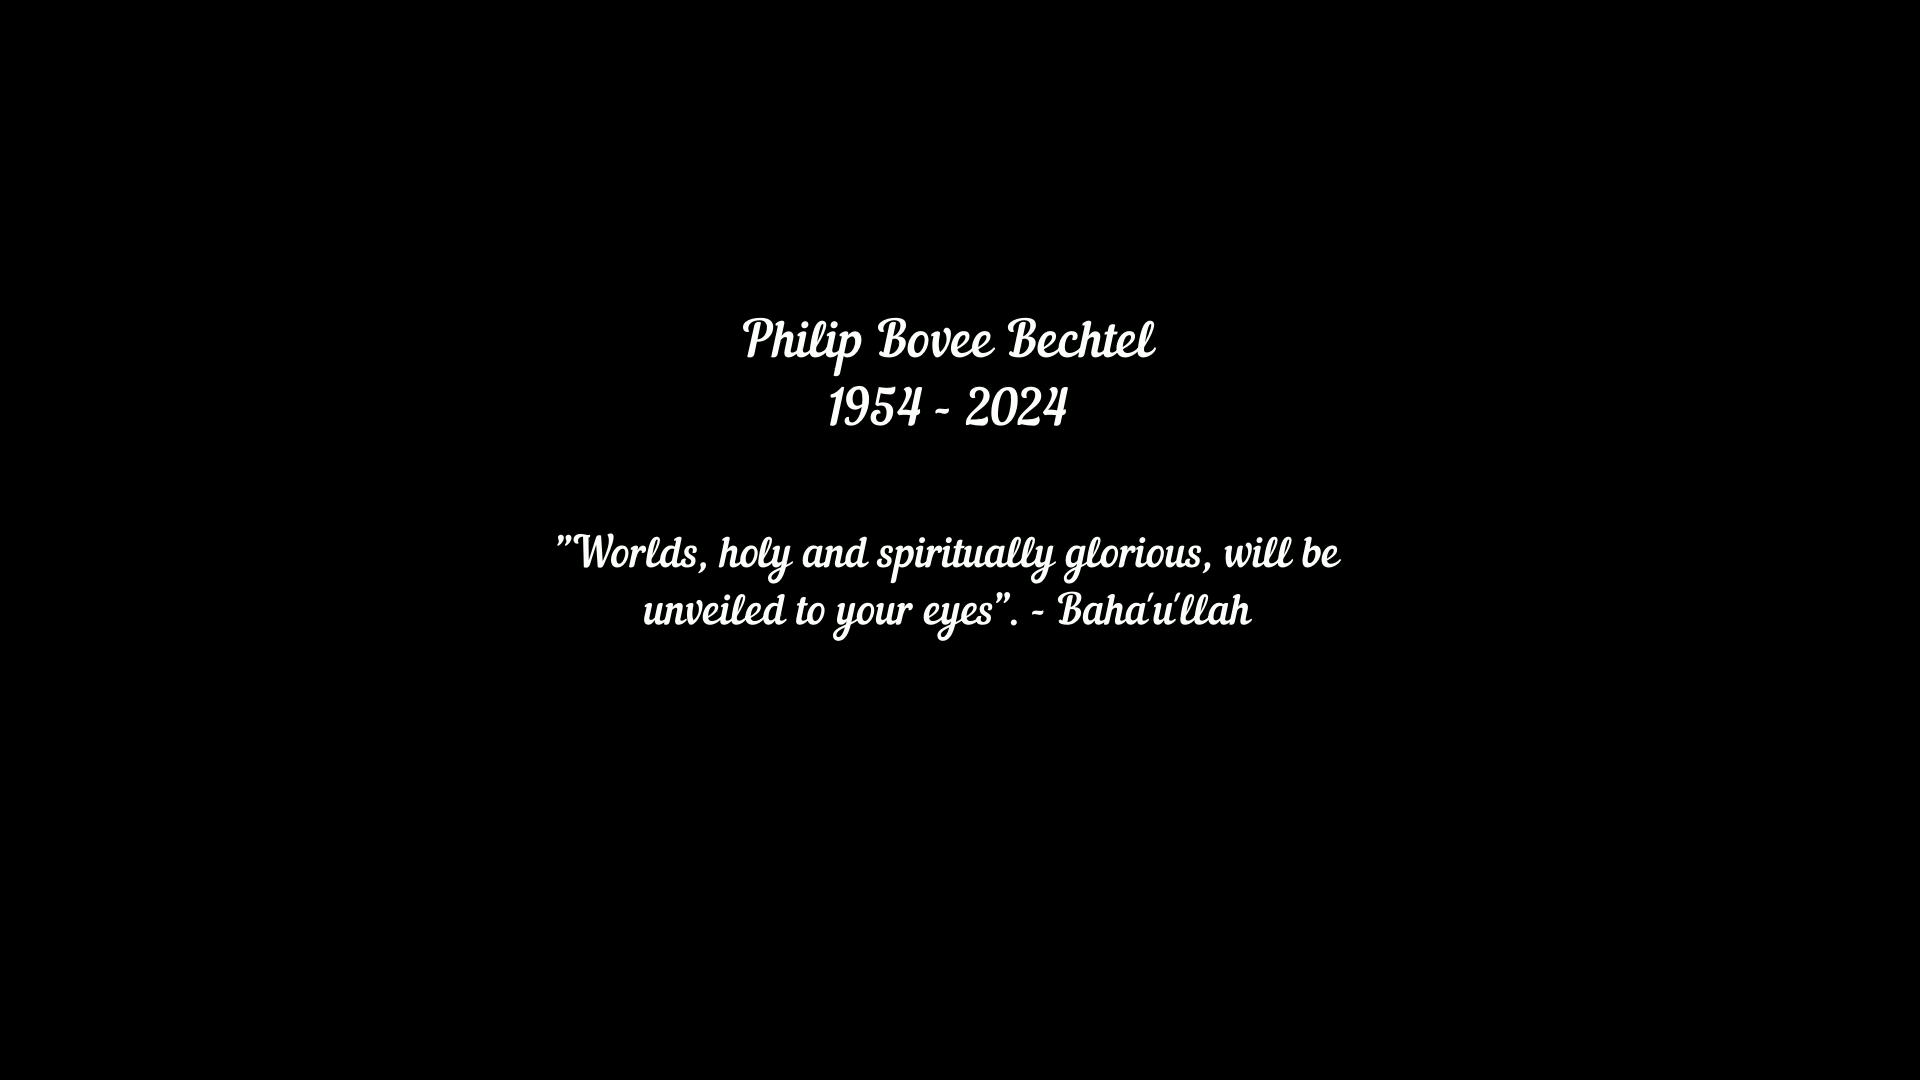 Philip Bovee Bechtel
1954 - 2024
”Worlds, holy and spiritually glorious, will be
unveiled to your eyes”. - Baha'u'llah